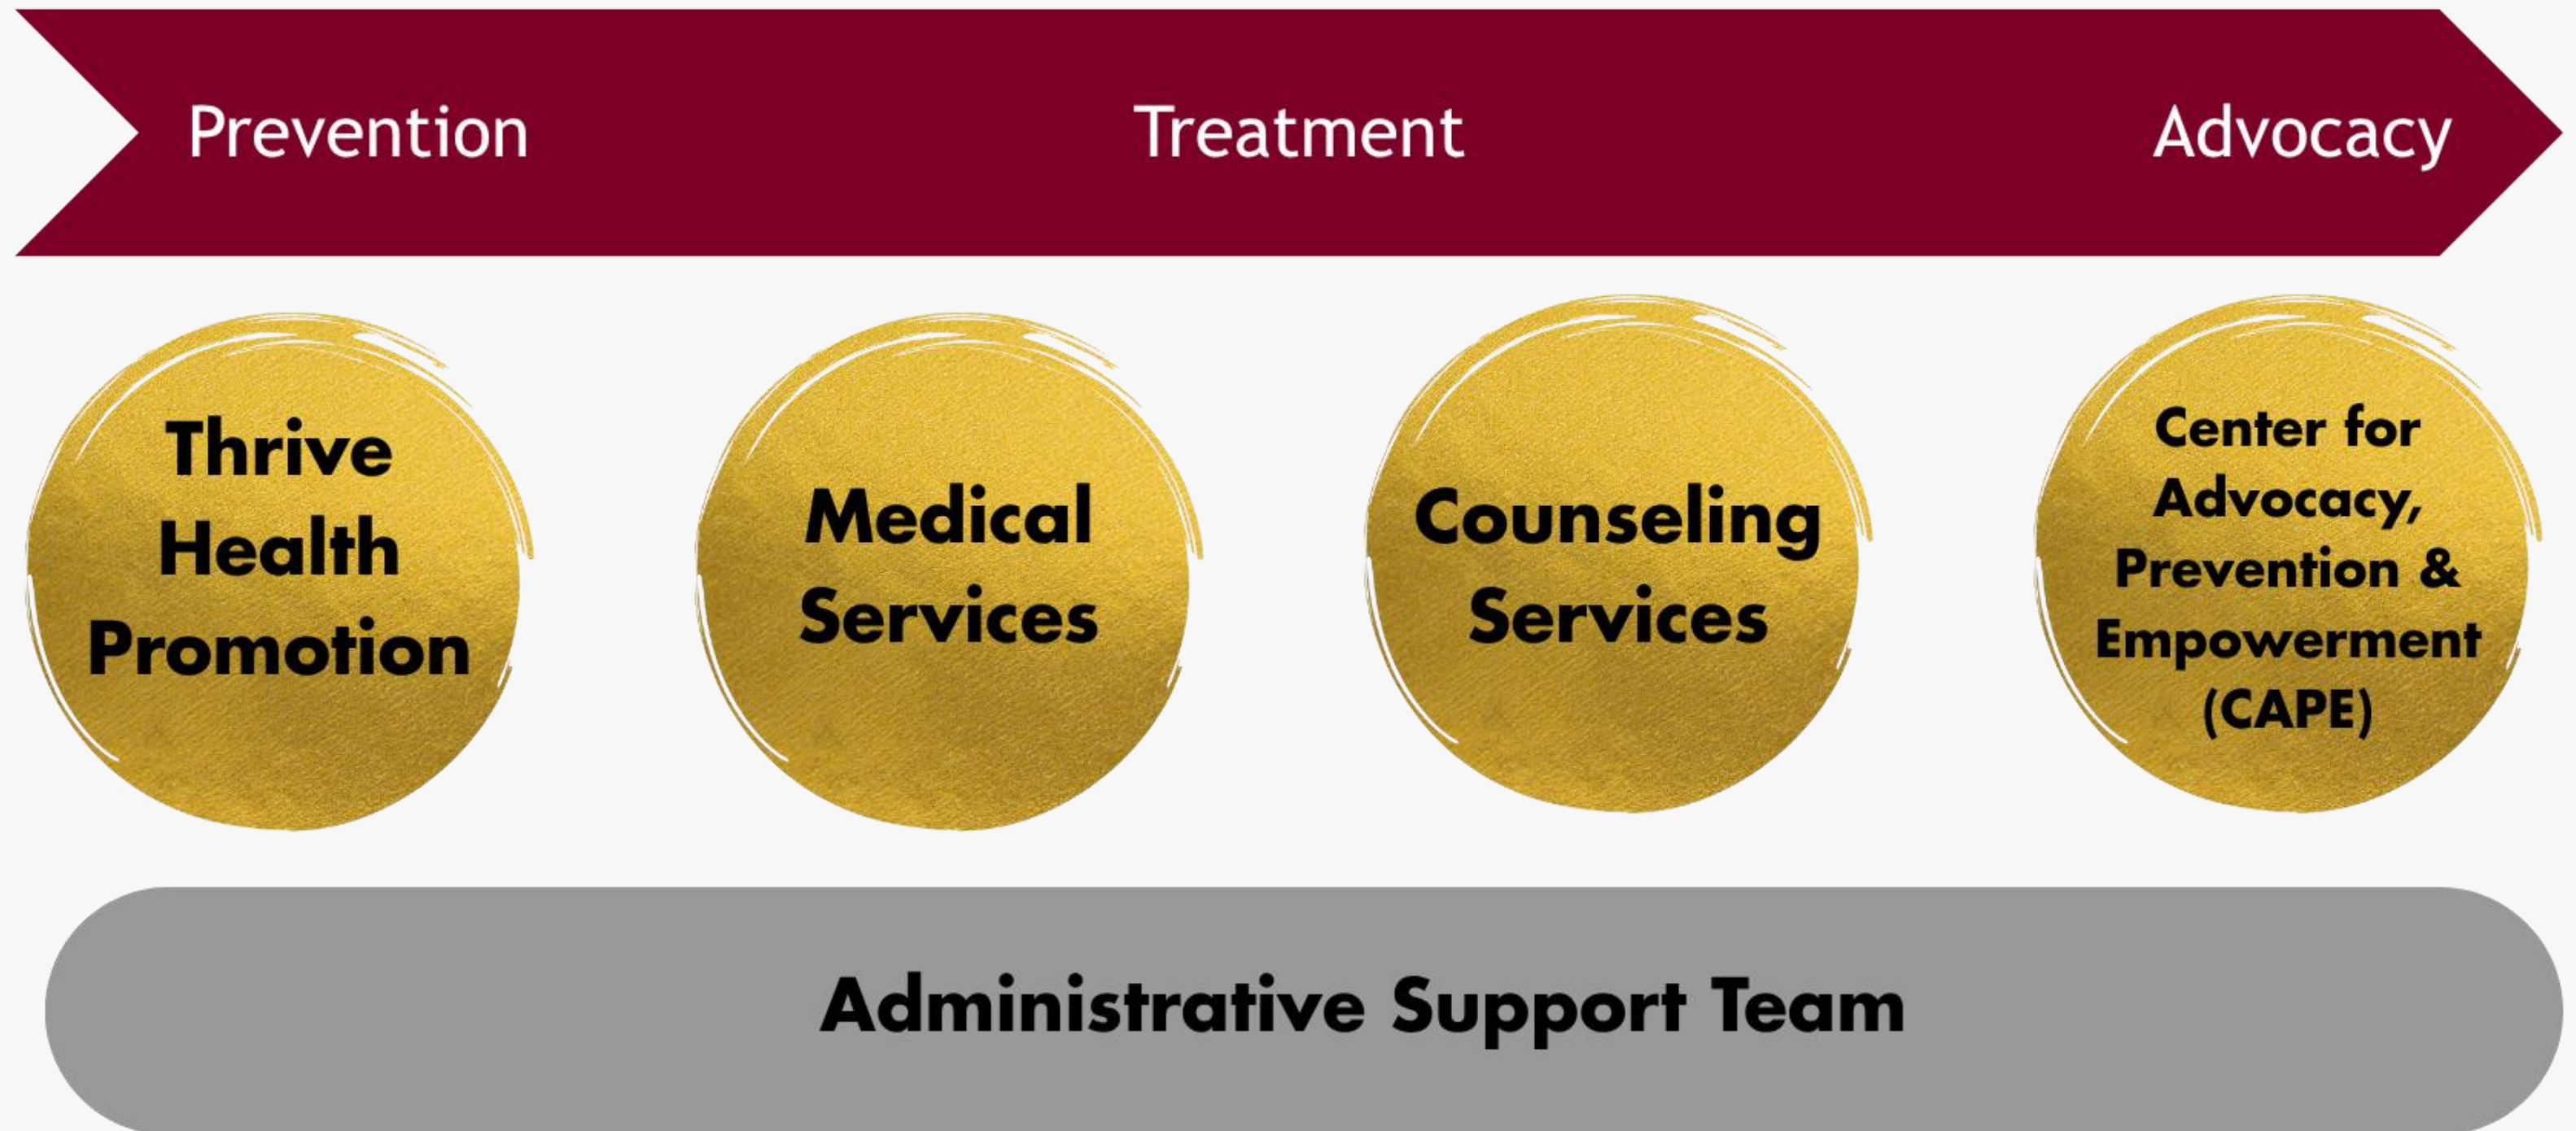 Prevention
Treatment
Advocacy
Thrive
Health
Promotion
Medical
Services
Counseling
Services
Center for
Advocacy,
Prevention &
Empowerment
(CAPE)
Administrative Support Team